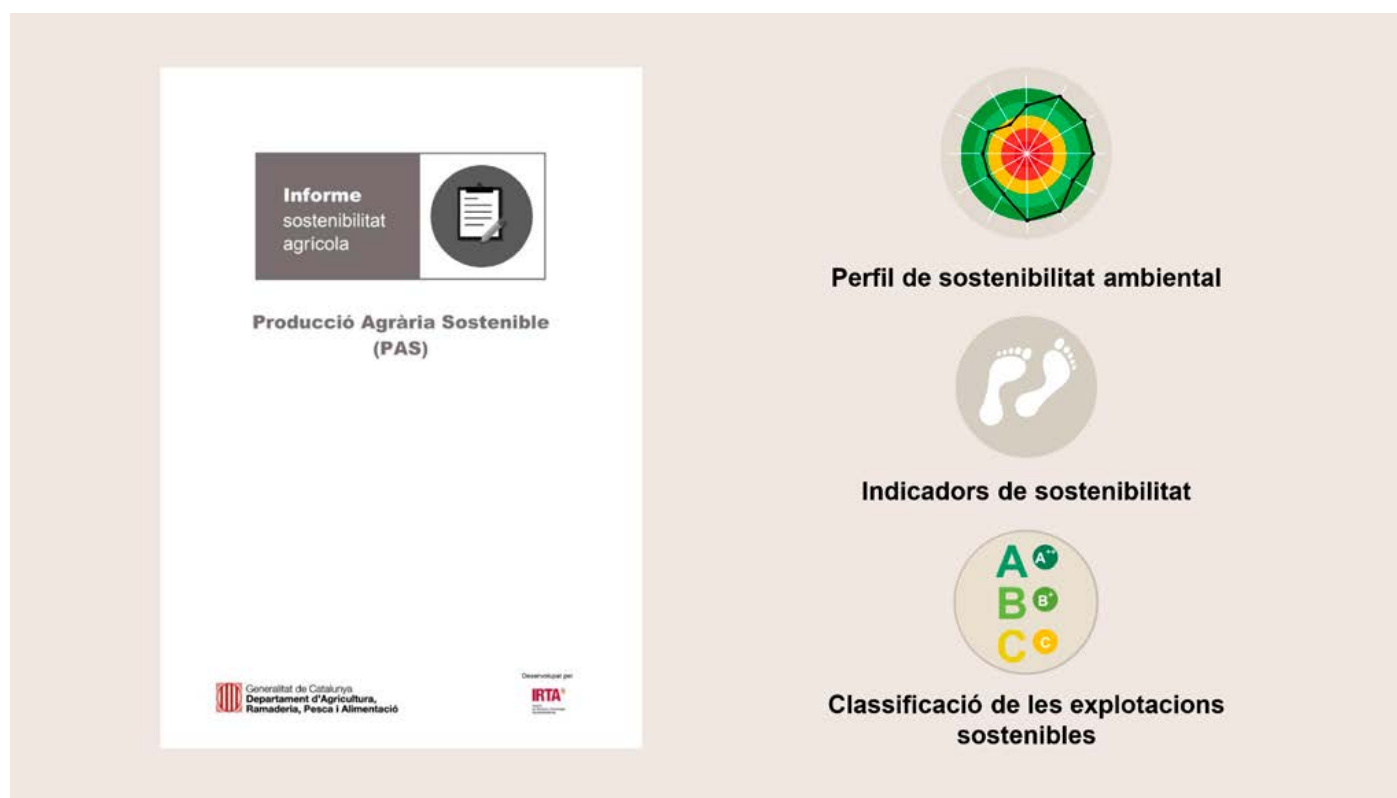 Informe
sostenibilitat
agrícola
Producció Agrària Sostenible
(PAS)
Generalitat de Catalunya
Departament d'Agricultura,
Ramaderia, Pesca i Alimentació
Desenvolupat per
IRTA
Perfil de sostenibilitat ambiental
Indicadors de sostenibilitat
A A++
B B+
C C
Classificació de les explotacions
sostenibles